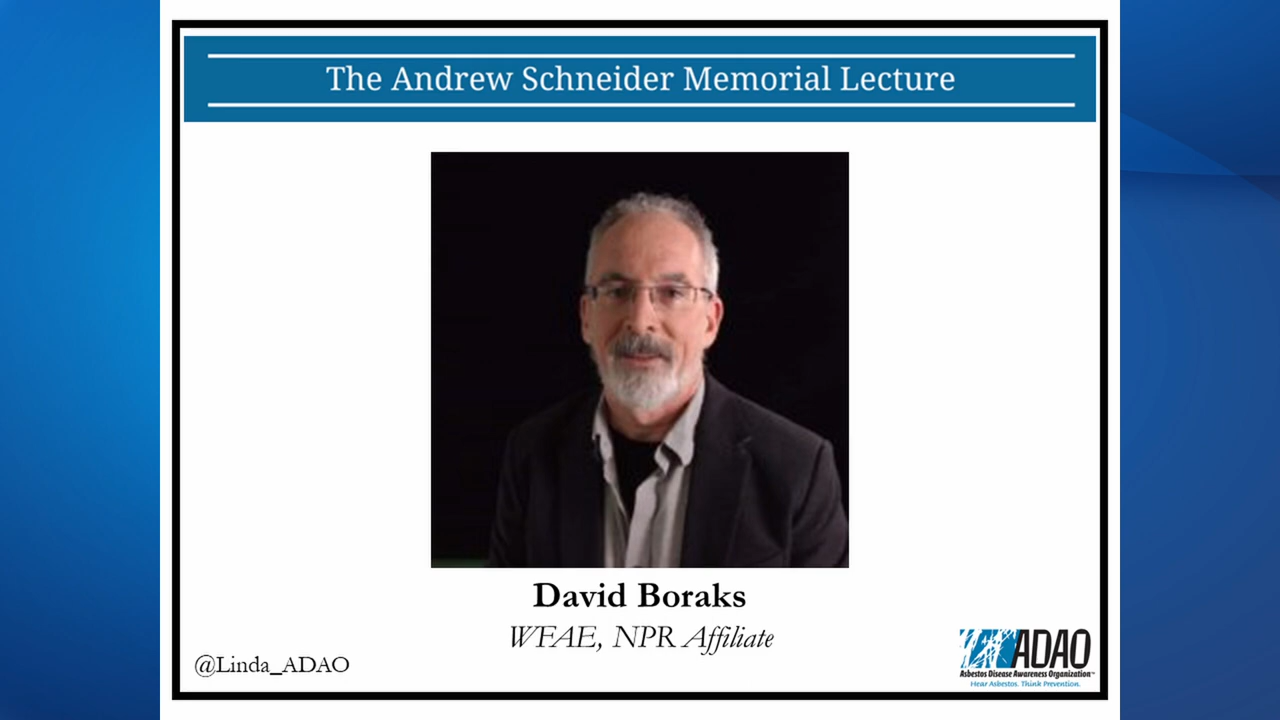 The Andrew Schneider Memorial Lecture
David Boraks
WFAE, NPR Affiliate
@Linda_ADAO
ADAO
Asbestos Disease Awareness Organization™
Hear Asbestos. Think Prevention.